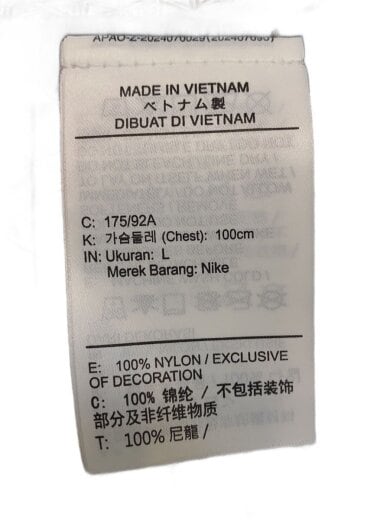 MADE IN VIETNAM
ベトナム製
DIBUAT DI VIETNAM
C: 175/92A
K: 가슴둘레 (Chest): 100cm
IN: Ukuran: L
Merek Barang: Nike
E: 100% NYLON / EXCLUSIVE
OF DECORATION
C: 100% 锦纶 / 不包括装饰
部分及非纤维物质
T: 100% 尼龍 /